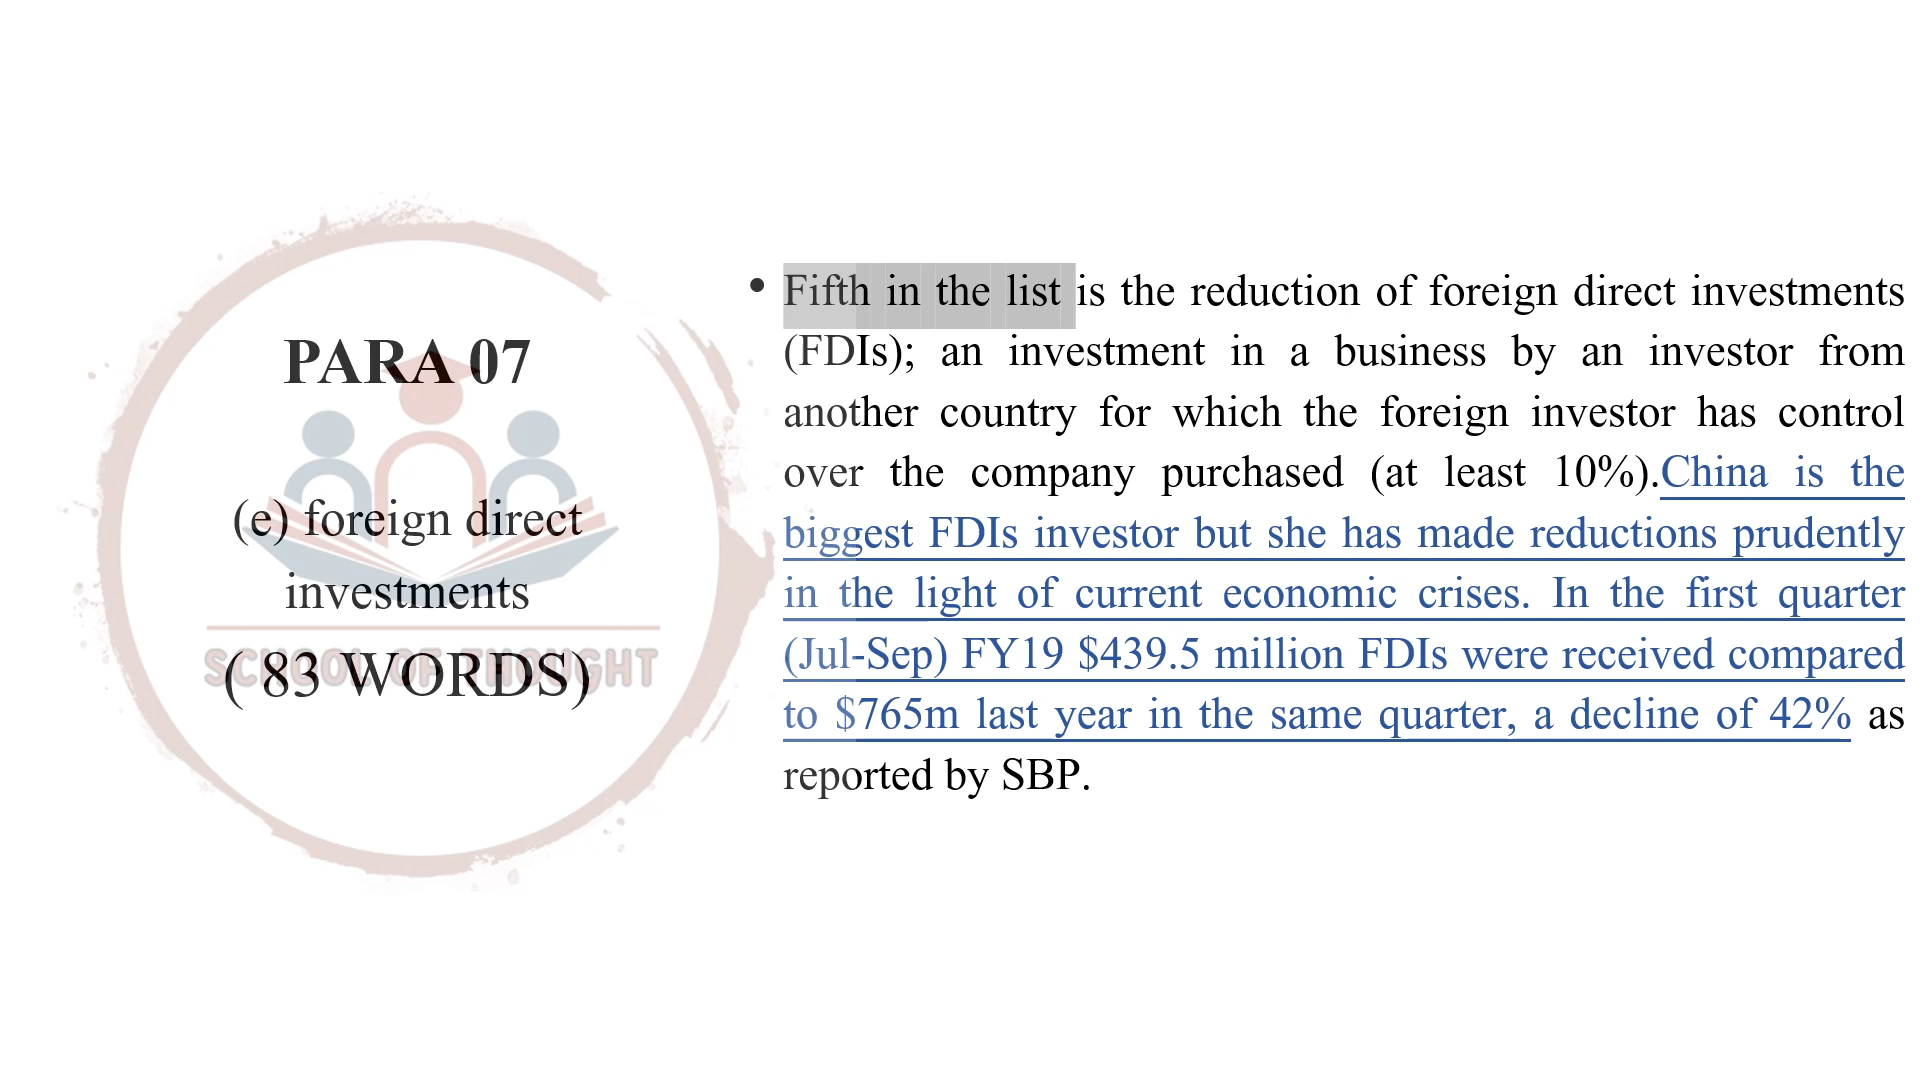 PARA 07
(e) foreign direct
investments
( 83 WORDS)
SCHOOL OF THOUGHT
• Fifth in the list is the reduction of foreign direct investments
(FDIs); an investment in a business by an investor from
another country for which the foreign investor has control
over the company purchased (at least 10%).China is the
biggest FDIs investor but she has made reductions prudently
in the light of current economic crises. In the first quarter
(Jul-Sep) FY19 $439.5 million FDIs were received compared
to $765m last year in the same quarter, a decline of 42% as
reported by SBP.